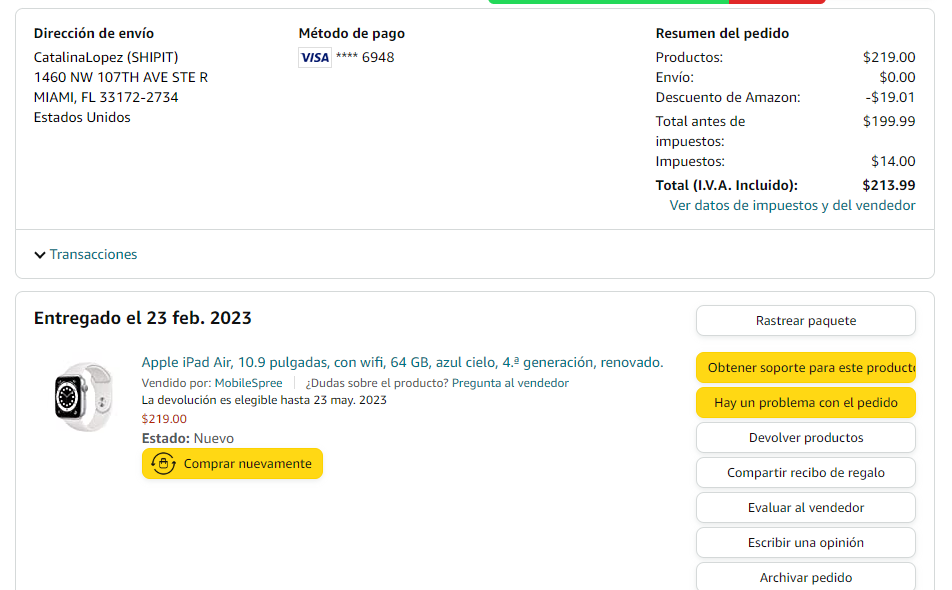 Dirección de envío
CatalinaLopez (SHIPIT)
1460 NW 107TH AVE STE R
MIAMI, FL 33172-2734
Estados Unidos
Método de pago
VISA **** 6948
Resumen del pedido
Productos: $219.00
Envío: $0.00
Descuento de Amazon: -$19.01
Total antes de $199.99
impuestos:
Impuestos: $14.00
Total (I.V.A. Incluido): $213.99
Ver datos de impuestos y del vendedor
Transacciones
Entregado el 23 feb. 2023
Apple iPad Air, 10.9 pulgadas, con wifi, 64 GB, azul cielo, 4.ª generación, renovado.
Vendido por: MobileSpree | ¿Dudas sobre el producto? Pregunta al vendedor
La devolución es elegible hasta 23 may. 2023
$219.00
Estado: Nuevo
Comprar nuevamente
Rastrear paquete
Obtener soporte para este producto
Hay un problema con el pedido
Devolver productos
Compartir recibo de regalo
Evaluar al vendedor
Escribir una opinión
Archivar pedido